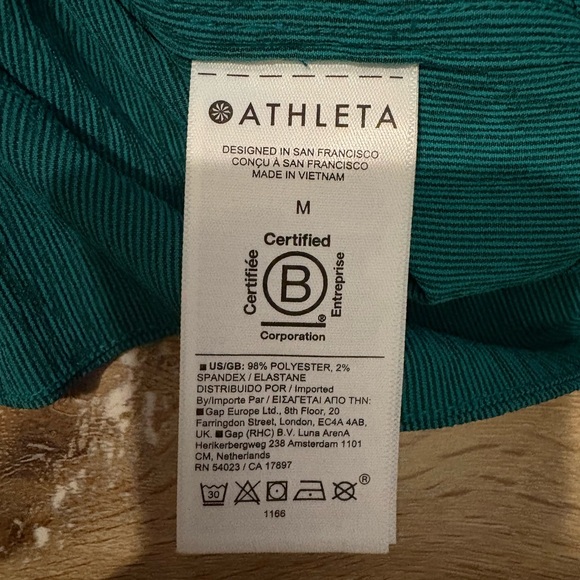 ATHLETA
DESIGNED IN SAN FRANCISCO
CONÇU À SAN FRANCISCO
MADE IN VIETNAM
M
Certified
Certifiée
B
Entreprise
®
Corporation
US/GB: 98% POLYESTER, 2%
SPANDEX / ELASTANE
DISTRIBUIDO POR / Imported
By/Importe Par / ΕΙΣΑΓΕΤΑΙ ΑΠΟ ΤΗΝ:
Gap Europe Ltd., 8th Floor, 20
Farringdon Street, London, EC4A 4AB,
UK. Gap (RHC) B.V. Luna ArenA
Herikerbergweg 238 Amsterdam 1101
CM, Netherlands
RN 54023 / CA 17897
30 ®
1166